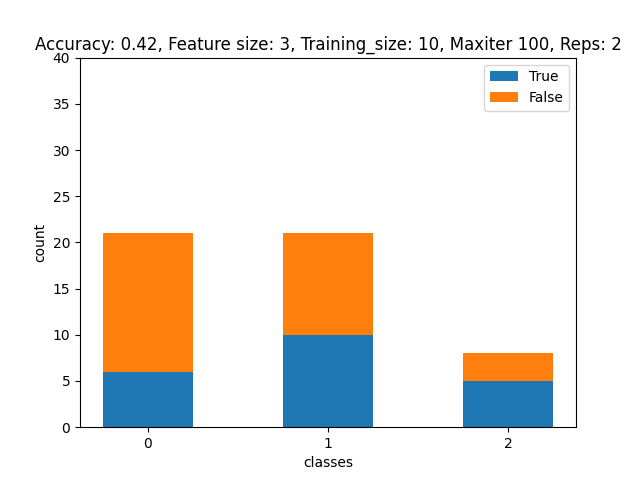 Accuracy: 0.42, Feature size: 3, Training_size: 10, Maxiter 100, Reps: 2
True
False
40
35
30
25
20
15
10
5
0
count
0 1 2
classes